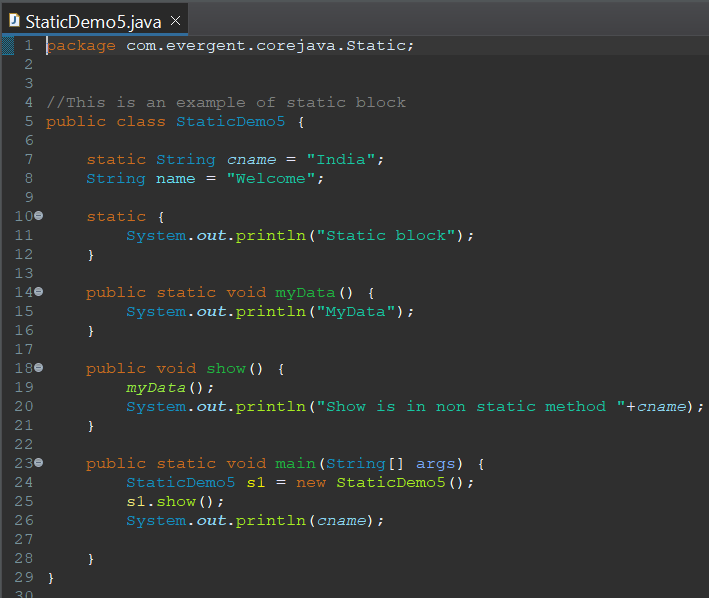 StaticDemo5.java
1 package com.evergent.corejava.Static;
2
3
4 //This is an example of static block
5 public class StaticDemo5 {
6
7 static String cname = "India";
8 String name = "Welcome";
9
10 static {
11 System.out.println("Static block");
12 }
13
14 public static void myData() {
15 System.out.println("MyData");
16 }
17
18 public void show() {
19 myData();
20 System.out.println("Show is in non static method "+cname);
21 }
22
23 public static void main(String[] args) {
24 StaticDemo5 s1 = new StaticDemo5();
25 s1.show();
26 System.out.println(cname);
27
28 }
29 }
30